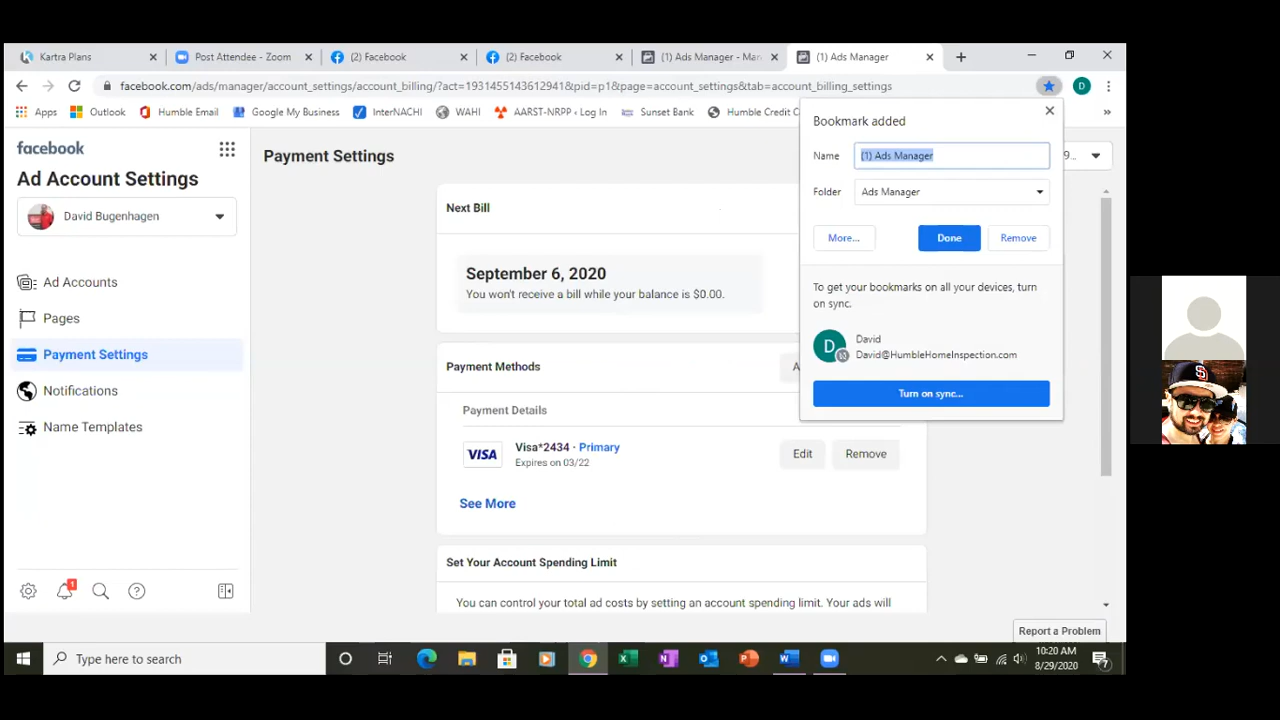 Kartra Plans
Post Attendee - Zoom
(2) Facebook
(2) Facebook
(1) Ads Manager - Mar
(1) Ads Manager
facebook.com/ads/manager/account_settings/account_billing/?act=1931455143612941&pid=p1&page=account_settings&tab=account_billing_settings
D
Apps
Outlook
Humble Email
Google My Business
InterNACHI
WAHI
AARST-NRPP ‹ Log In
Sunset Bank
Humble Credit C
»
facebook
Ad Account Settings
David Bugenhagen
Ad Accounts
Pages
Payment Settings
Notifications
Name Templates
1
Payment Settings
9...
Next Bill
September 6, 2020
You won't receive a bill while your balance is $0.00.
Payment Methods
A
Payment Details
VISA
Visa*2434 · Primary
Expires on 03/22
Edit
Remove
See More
Set Your Account Spending Limit
You can control your total ad costs by setting an account spending limit. Your ads will
Bookmark added
Name
(1) Ads Manager
Folder
Ads Manager
More...
Done
Remove
To get your bookmarks on all your devices, turn
on sync.
D
David
David@HumbleHomeInspection.com
Turn on sync...
Report a Problem
Type here to search
10:20 AM
8/29/2020
7